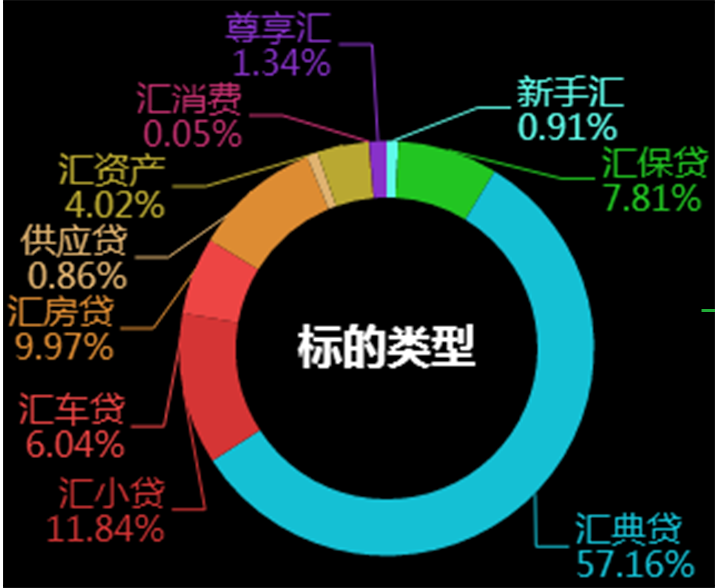 尊享汇
1.34%
新手汇
0.91%
汇消费
0.05%
汇保贷
7.81%
汇资产
4.02%
供应贷
0.86%
汇房贷
9.97%
标的类型
汇车贷
6.04%
汇小贷
11.84%
汇典贷
57.16%